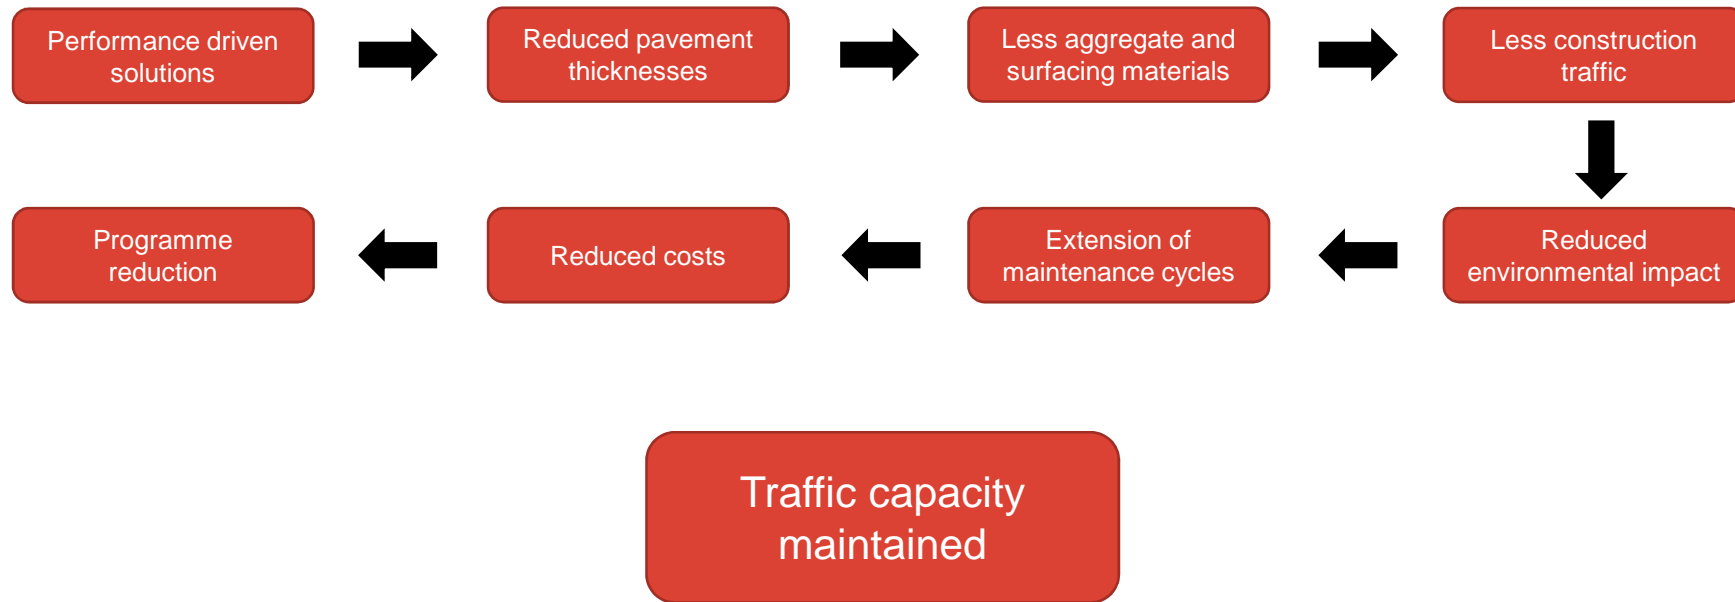 Performance driven
solutions
Reduced pavement
thicknesses
Less aggregate and
surfacing materials
Less construction
traffic
Reduced
environmental impact
Extension of
maintenance cycles
Reduced costs
Programme
reduction
Traffic capacity
maintained